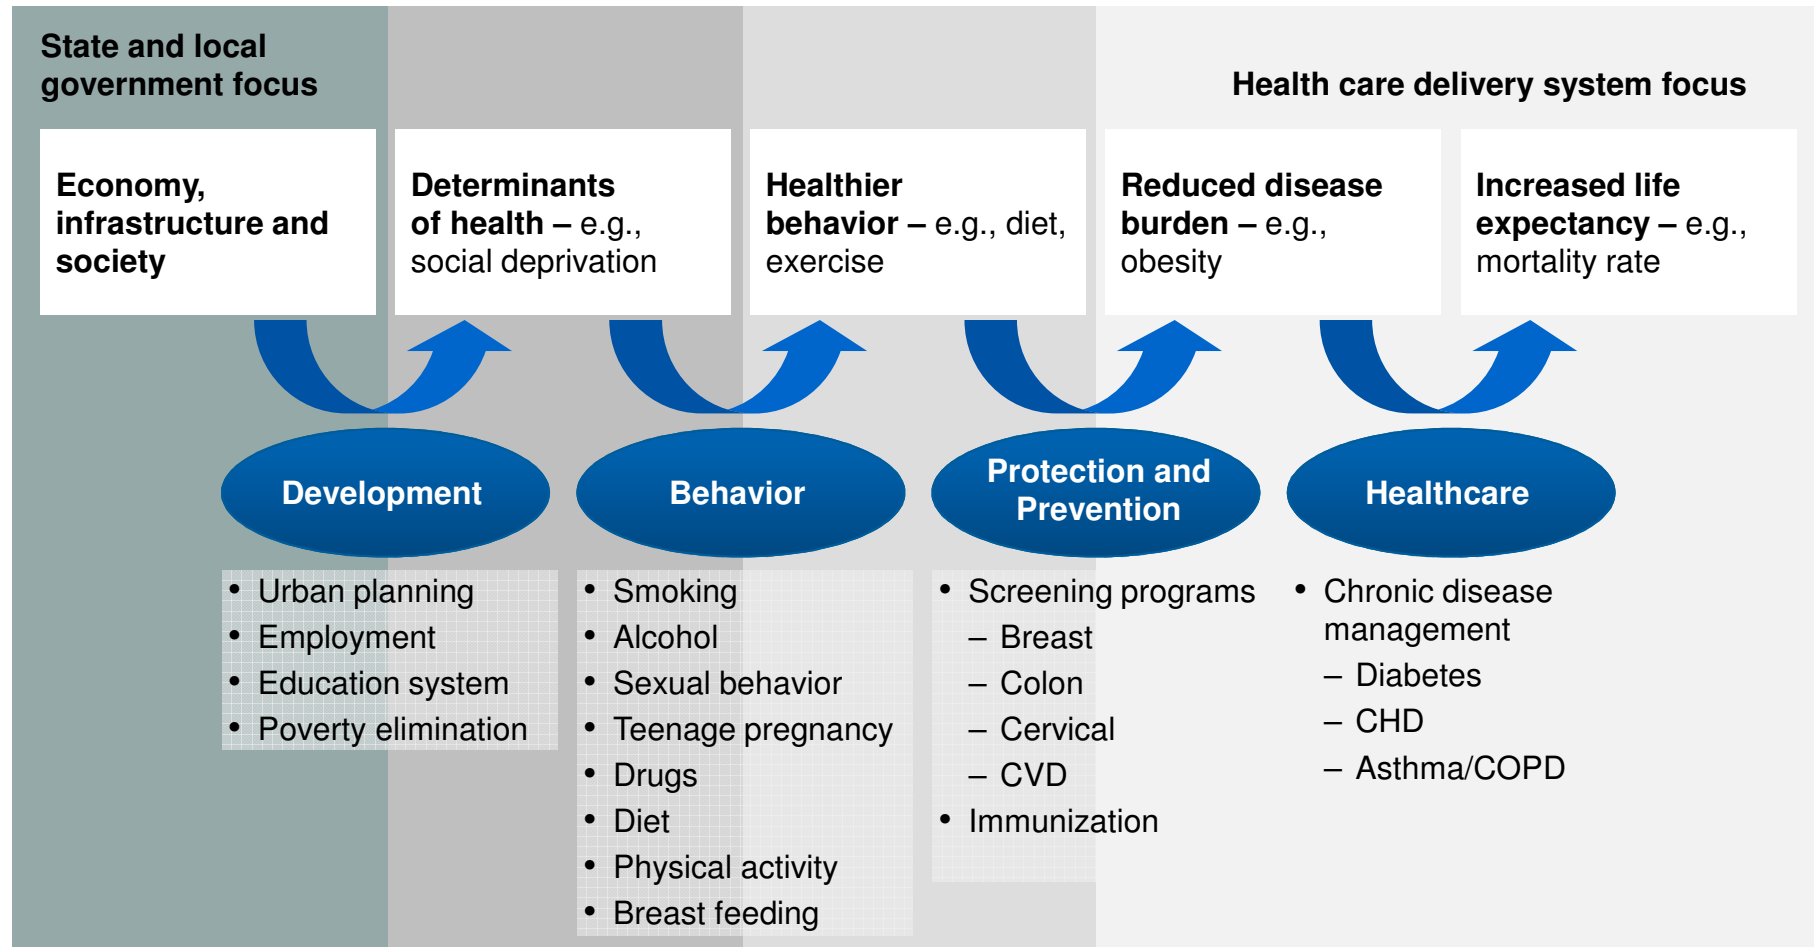 State and local
government focus
Health care delivery system focus
Economy,
infrastructure and
society
Determinants
of health – e.g.,
social deprivation
Healthier
behavior – e.g., diet,
exercise
Reduced disease
burden – e.g.,
obesity
Increased life
expectancy – e.g.,
mortality rate
Development
Behavior
Protection and
Prevention
Healthcare
• Urban planning
• Employment
• Education system
• Poverty elimination
• Smoking
• Alcohol
• Sexual behavior
• Teenage pregnancy
• Drugs
• Diet
• Physical activity
• Breast feeding
• Screening programs
– Breast
– Colon
– Cervical
– CVD
• Immunization
• Chronic disease
management
– Diabetes
– CHD
– Asthma/COPD